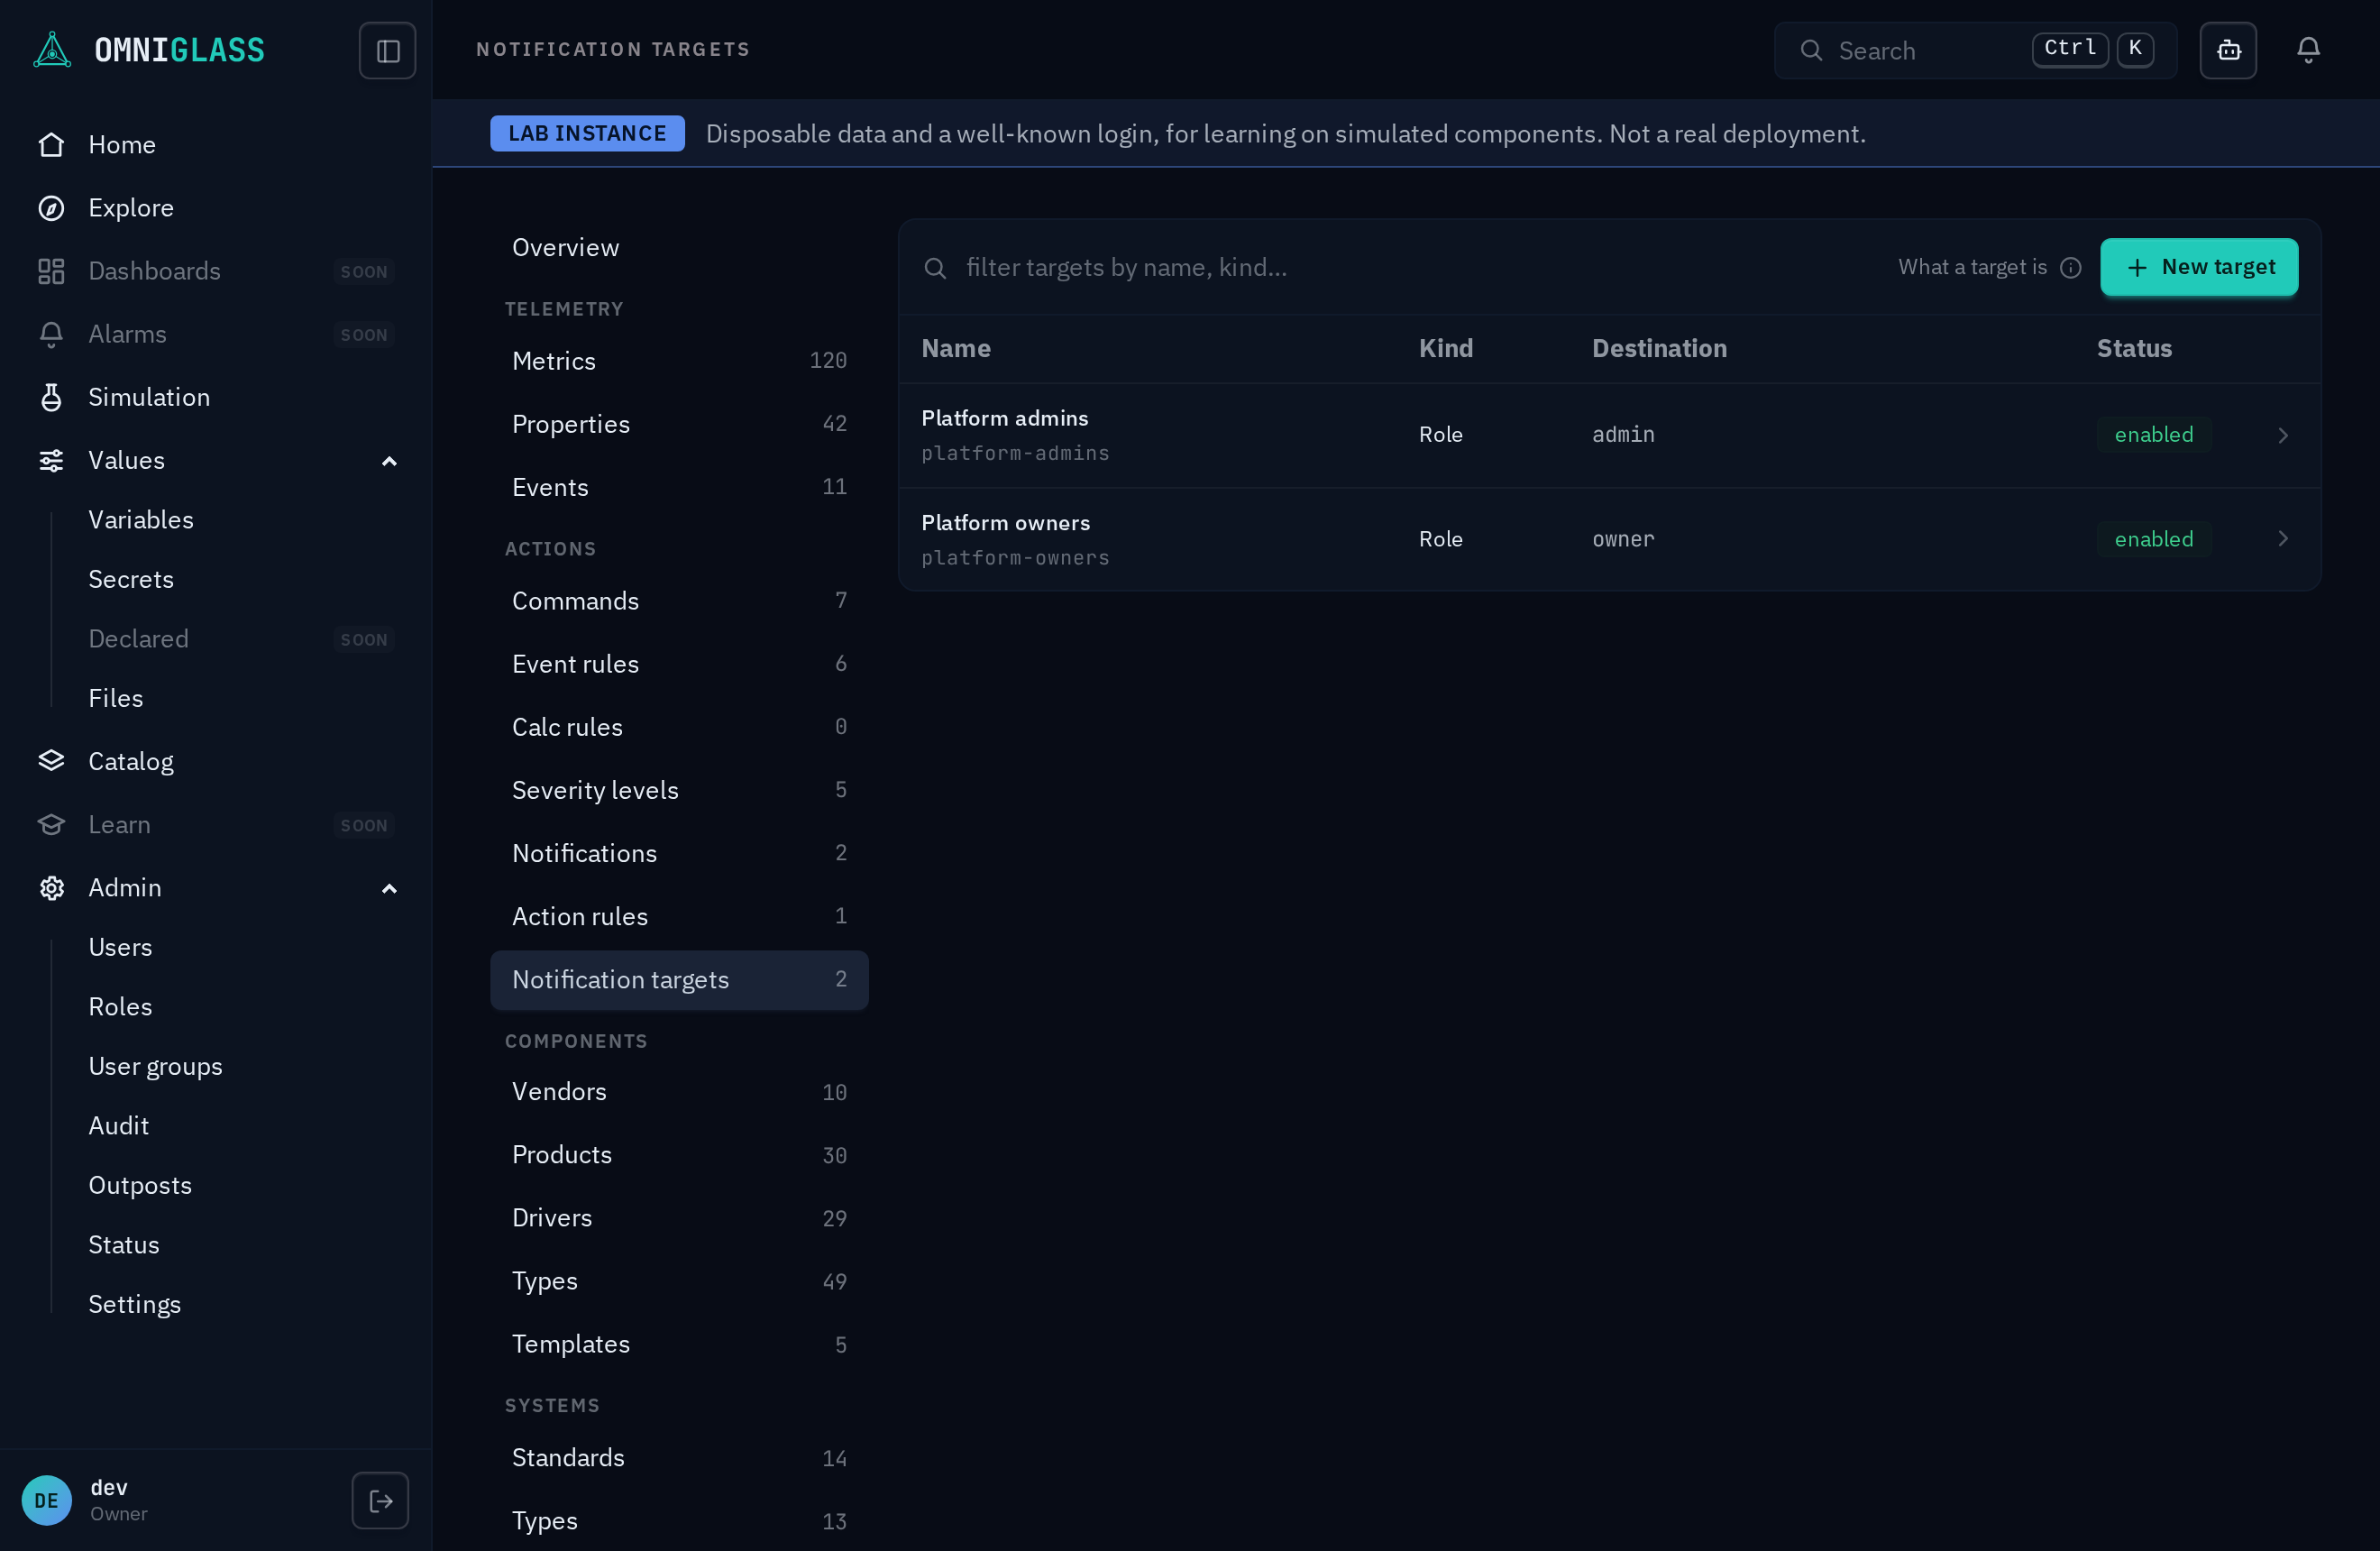 OMNIGLASS
NOTIFICATION TARGETS
Search
Ctrl K
LAB INSTANCE Disposable data and a well-known login, for learning on simulated components. Not a real deployment.
Home
Explore
Dashboards SOON
Alarms SOON
Simulation
Values
Variables
Secrets
Declared SOON
Files
Catalog
Learn SOON
Admin
Users
Roles
User groups
Audit
Outposts
Status
Settings
DE
dev
Owner
Overview
TELEMETRY
Metrics 120
Properties 42
Events 11
ACTIONS
Commands 7
Event rules 6
Calc rules 0
Severity levels 5
Notifications 2
Action rules 1
Notification targets 2
COMPONENTS
Vendors 10
Products 30
Drivers 29
Types 49
Templates 5
SYSTEMS
Standards 14
Types 13
filter targets by name, kind...
What a target is
+ New target
Name Kind Destination Status
Platform admins
platform-admins
Role admin enabled
Platform owners
platform-owners
Role owner enabled